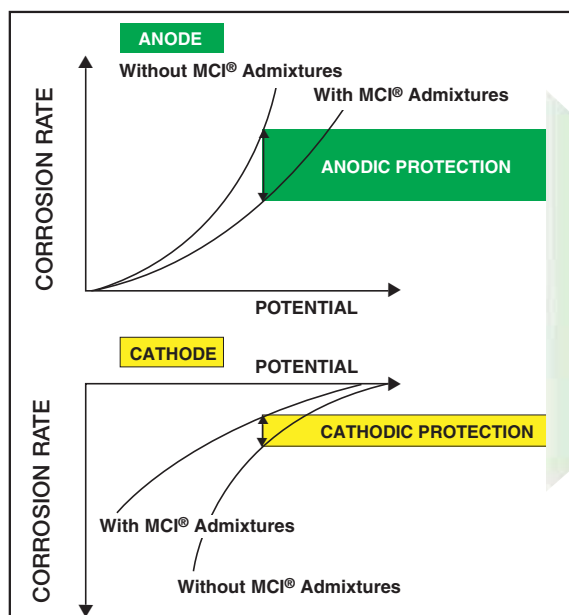 ANODE
Without MCI® Admixtures
With MCI® Admixtures
CORROSION RATE
ANODIC PROTECTION
POTENTIAL
CATHODE
POTENTIAL
CORROSION RATE
CATHODIC PROTECTION
With MCI® Admixtures
Without MCI® Admixtures